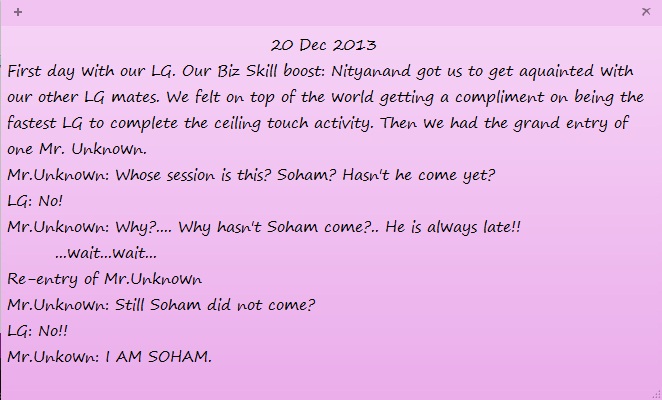 20 Dec 2013
First day with our LG. Our Biz Skill boost: Nityanand got us to get aquainted with
our other LG mates. We felt on top of the world getting a compliment on being the
fastest LG to complete the ceiling touch activity. Then we had the grand entry of
one Mr. Unknown.
Mr.Unknown: Whose session is this? Soham? Hasn't he come yet?
LG: No!
Mr.Unknown: Why?.... Why hasn't Soham come?.. He is always late!!
...wait...wait...
Re-entry of Mr.Unknown
Mr.Unknown: Still Soham did not come?
LG: No!!
Mr.Unkown: I AM SOHAM.